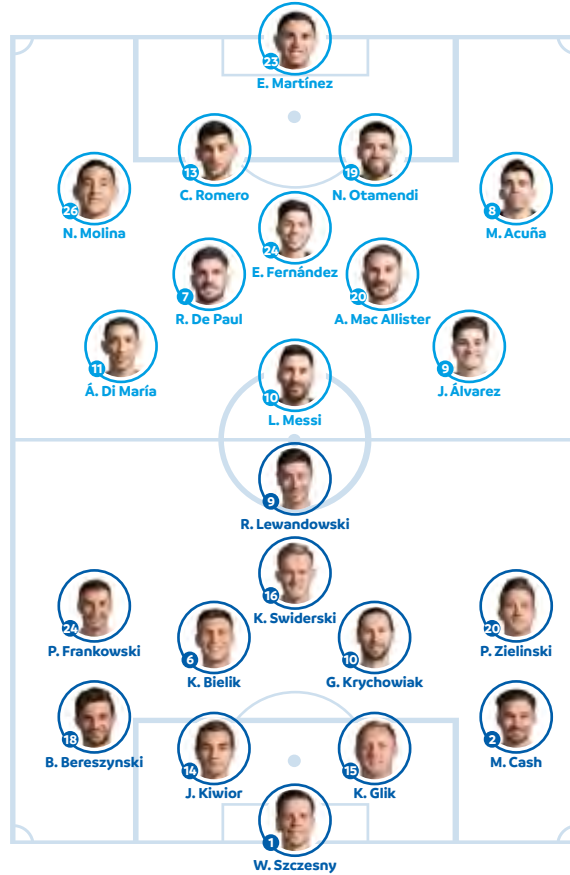 23
E. Martínez
13
C. Romero
19
N. Otamendi
26
N. Molina
8
M. Acuña
24
E. Fernández
7
R. De Paul
20
A. Mac Allister
11
Á. Di María
9
J. Álvarez
10
L. Messi
9
R. Lewandowski
16
K. Swiderski
24
P. Frankowski
20
P. Zielinski
6
K. Bielik
10
G. Krychowiak
18
B. Bereszynski
2
M. Cash
14
J. Kiwior
15
K. Glik
1
W. Szczesny